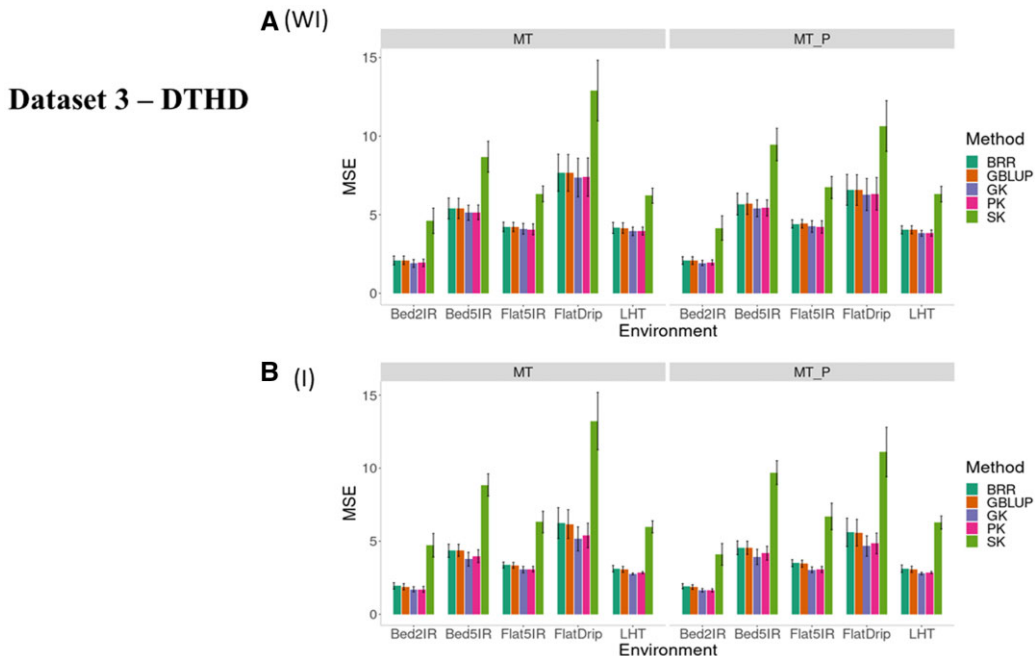 A (WI)
Dataset 3 – DTHD
MT
MT_P
15
10
5
0
MSE
Bed2IR Bed5IR Flat5IR FlatDrip LHT
Bed2IR Bed5IR Flat5IR FlatDrip LHT
Environment
Method
BRR
GBLUP
GK
PK
SK
B (I)
MT
MT_P
15
10
5
0
MSE
Bed2IR Bed5IR Flat5IR FlatDrip LHT
Bed2IR Bed5IR Flat5IR FlatDrip LHT
Environment
Method
BRR
GBLUP
GK
PK
SK